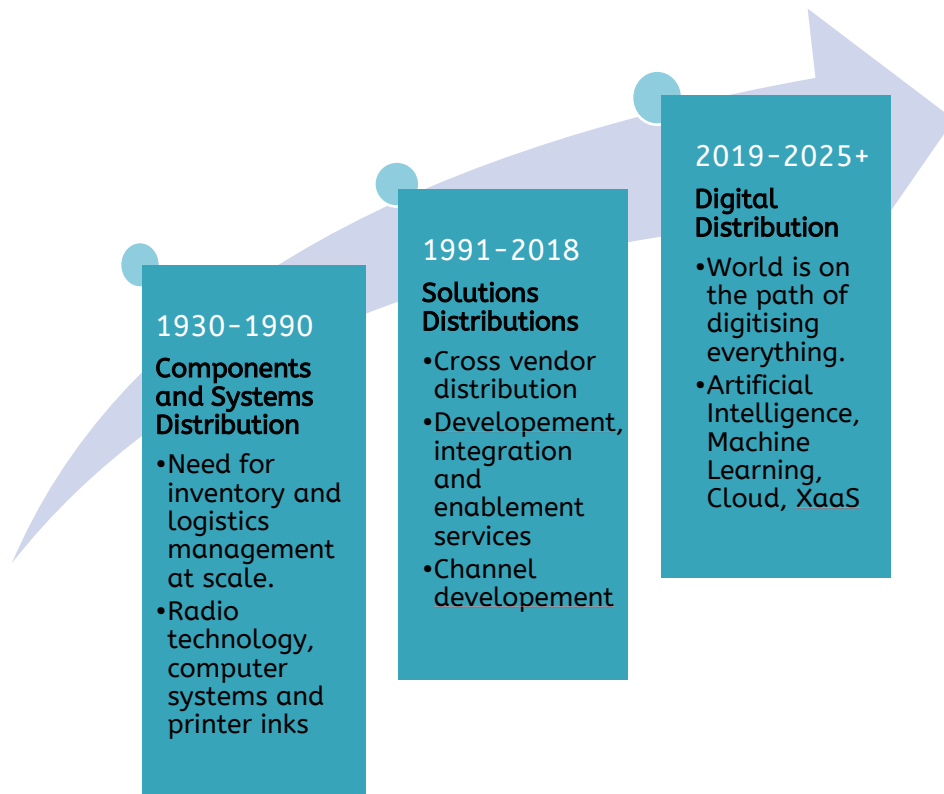 1930-1990
Components
and Systems
Distribution
•Need for
inventory and
logistics
management
at scale.
•Radio
technology,
computer
systems and
printer inks
1991-2018
Solutions
Distributions
•Cross vendor
distribution
•Developement,
integration
and
enablement
services
•Channel
developement
2019-2025+
Digital
Distribution
•World is on
the path of
digitising
everything.
•Artificial
Intelligence,
Machine
Learning,
Cloud, XaaS